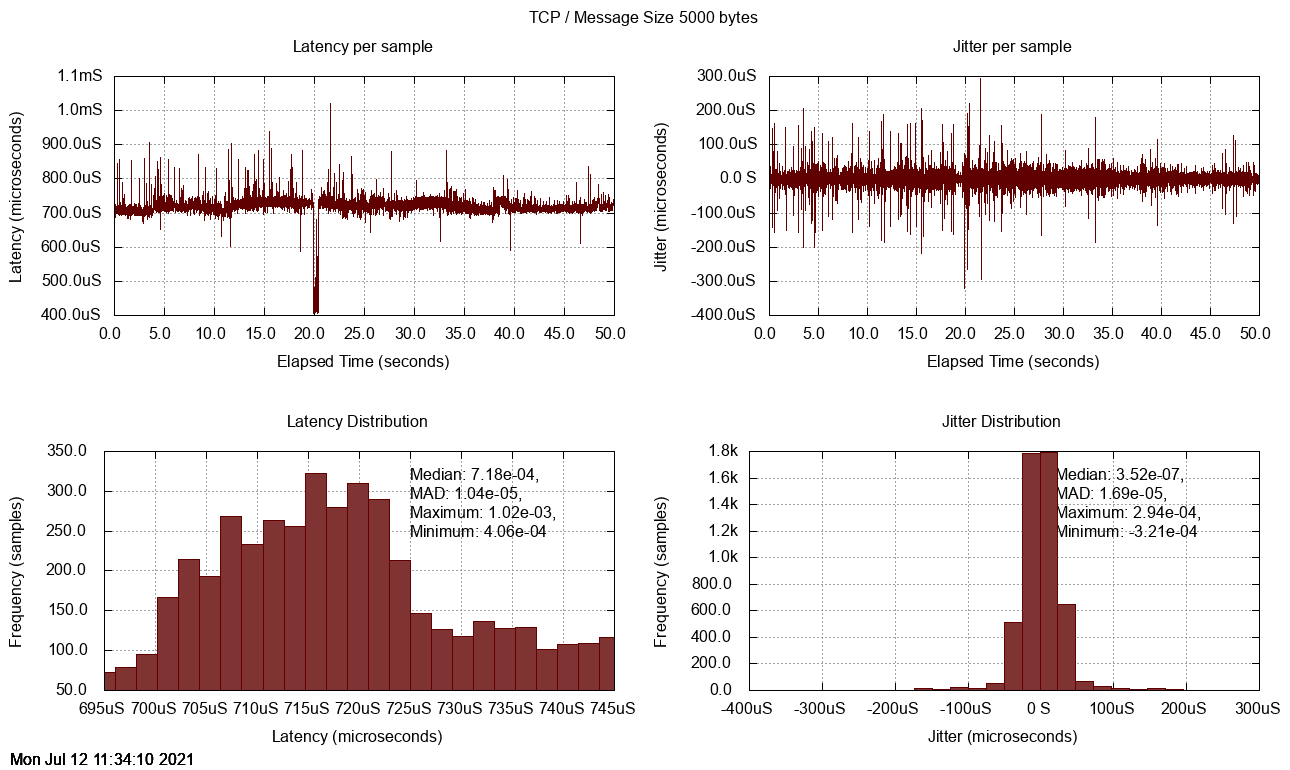 TCP / Message Size 5000 bytes
Latency per sample
Latency (microseconds)
1.1mS
1.0mS
900.0uS
800.0uS
700.0uS
600.0uS
500.0uS
400.0uS
0.0 5.0 10.0 15.0 20.0 25.0 30.0 35.0 40.0 45.0 50.0
Elapsed Time (seconds)
Jitter per sample
Jitter (microseconds)
300.0uS
200.0uS
100.0uS
0.0 S
-100.0uS
-200.0uS
-300.0uS
-400.0uS
0.0 5.0 10.0 15.0 20.0 25.0 30.0 35.0 40.0 45.0 50.0
Elapsed Time (seconds)
Latency Distribution
Frequency (samples)
350.0
300.0
250.0
200.0
150.0
100.0
50.0
Median: 7.18e-04,
MAD: 1.04e-05,
Maximum: 1.02e-03,
Minimum: 4.06e-04
695uS 700uS 705uS 710uS 715uS 720uS 725uS 730uS 735uS 740uS 745uS
Latency (microseconds)
Jitter Distribution
Frequency (samples)
1.8k
1.6k
1.4k
1.2k
1.0k
800.0
600.0
400.0
200.0
0.0
Median: 3.52e-07,
MAD: 1.69e-05,
Maximum: 2.94e-04,
Minimum: -3.21e-04
-400uS -300uS -200uS -100uS 0 S 100uS 200uS 300uS
Jitter (microseconds)
Mon Jul 12 11:34:10 2021